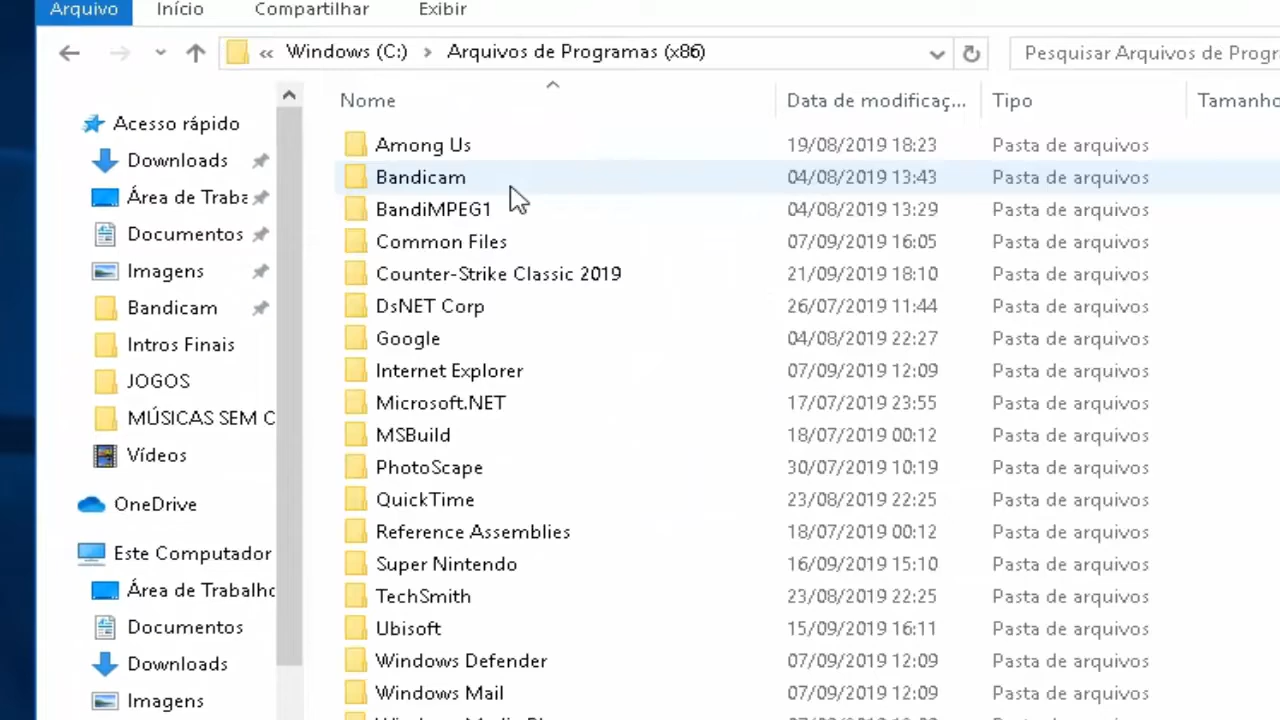 Arquivo Início Compartilhar Exibir
« Windows (C:) › Arquivos de Programas (x86) Pesquisar Arquivos de Progr
Nome Data de modificaç... Tipo Tamanho
Acesso rápido
Downloads
Área de Traba
Documentos
Imagens
Bandicam
Intros Finais
JOGOS
MÚSICAS SEM C
Vídeos
OneDrive
Este Computador
Área de Trabalho
Documentos
Downloads
Imagens
Among Us 19/08/2019 18:23 Pasta de arquivos
Bandicam 04/08/2019 13:43 Pasta de arquivos
BandiMPEG1 04/08/2019 13:29 Pasta de arquivos
Common Files 07/09/2019 16:05 Pasta de arquivos
Counter-Strike Classic 2019 21/09/2019 18:10 Pasta de arquivos
DsNET Corp 26/07/2019 11:44 Pasta de arquivos
Google 04/08/2019 22:27 Pasta de arquivos
Internet Explorer 07/09/2019 12:09 Pasta de arquivos
Microsoft.NET 17/07/2019 23:55 Pasta de arquivos
MSBuild 18/07/2019 00:12 Pasta de arquivos
PhotoScape 30/07/2019 10:19 Pasta de arquivos
QuickTime 23/08/2019 22:25 Pasta de arquivos
Reference Assemblies 18/07/2019 00:12 Pasta de arquivos
Super Nintendo 16/09/2019 15:10 Pasta de arquivos
TechSmith 23/08/2019 22:25 Pasta de arquivos
Ubisoft 15/09/2019 16:11 Pasta de arquivos
Windows Defender 07/09/2019 12:09 Pasta de arquivos
Windows Mail 07/09/2019 12:09 Pasta de arquivos